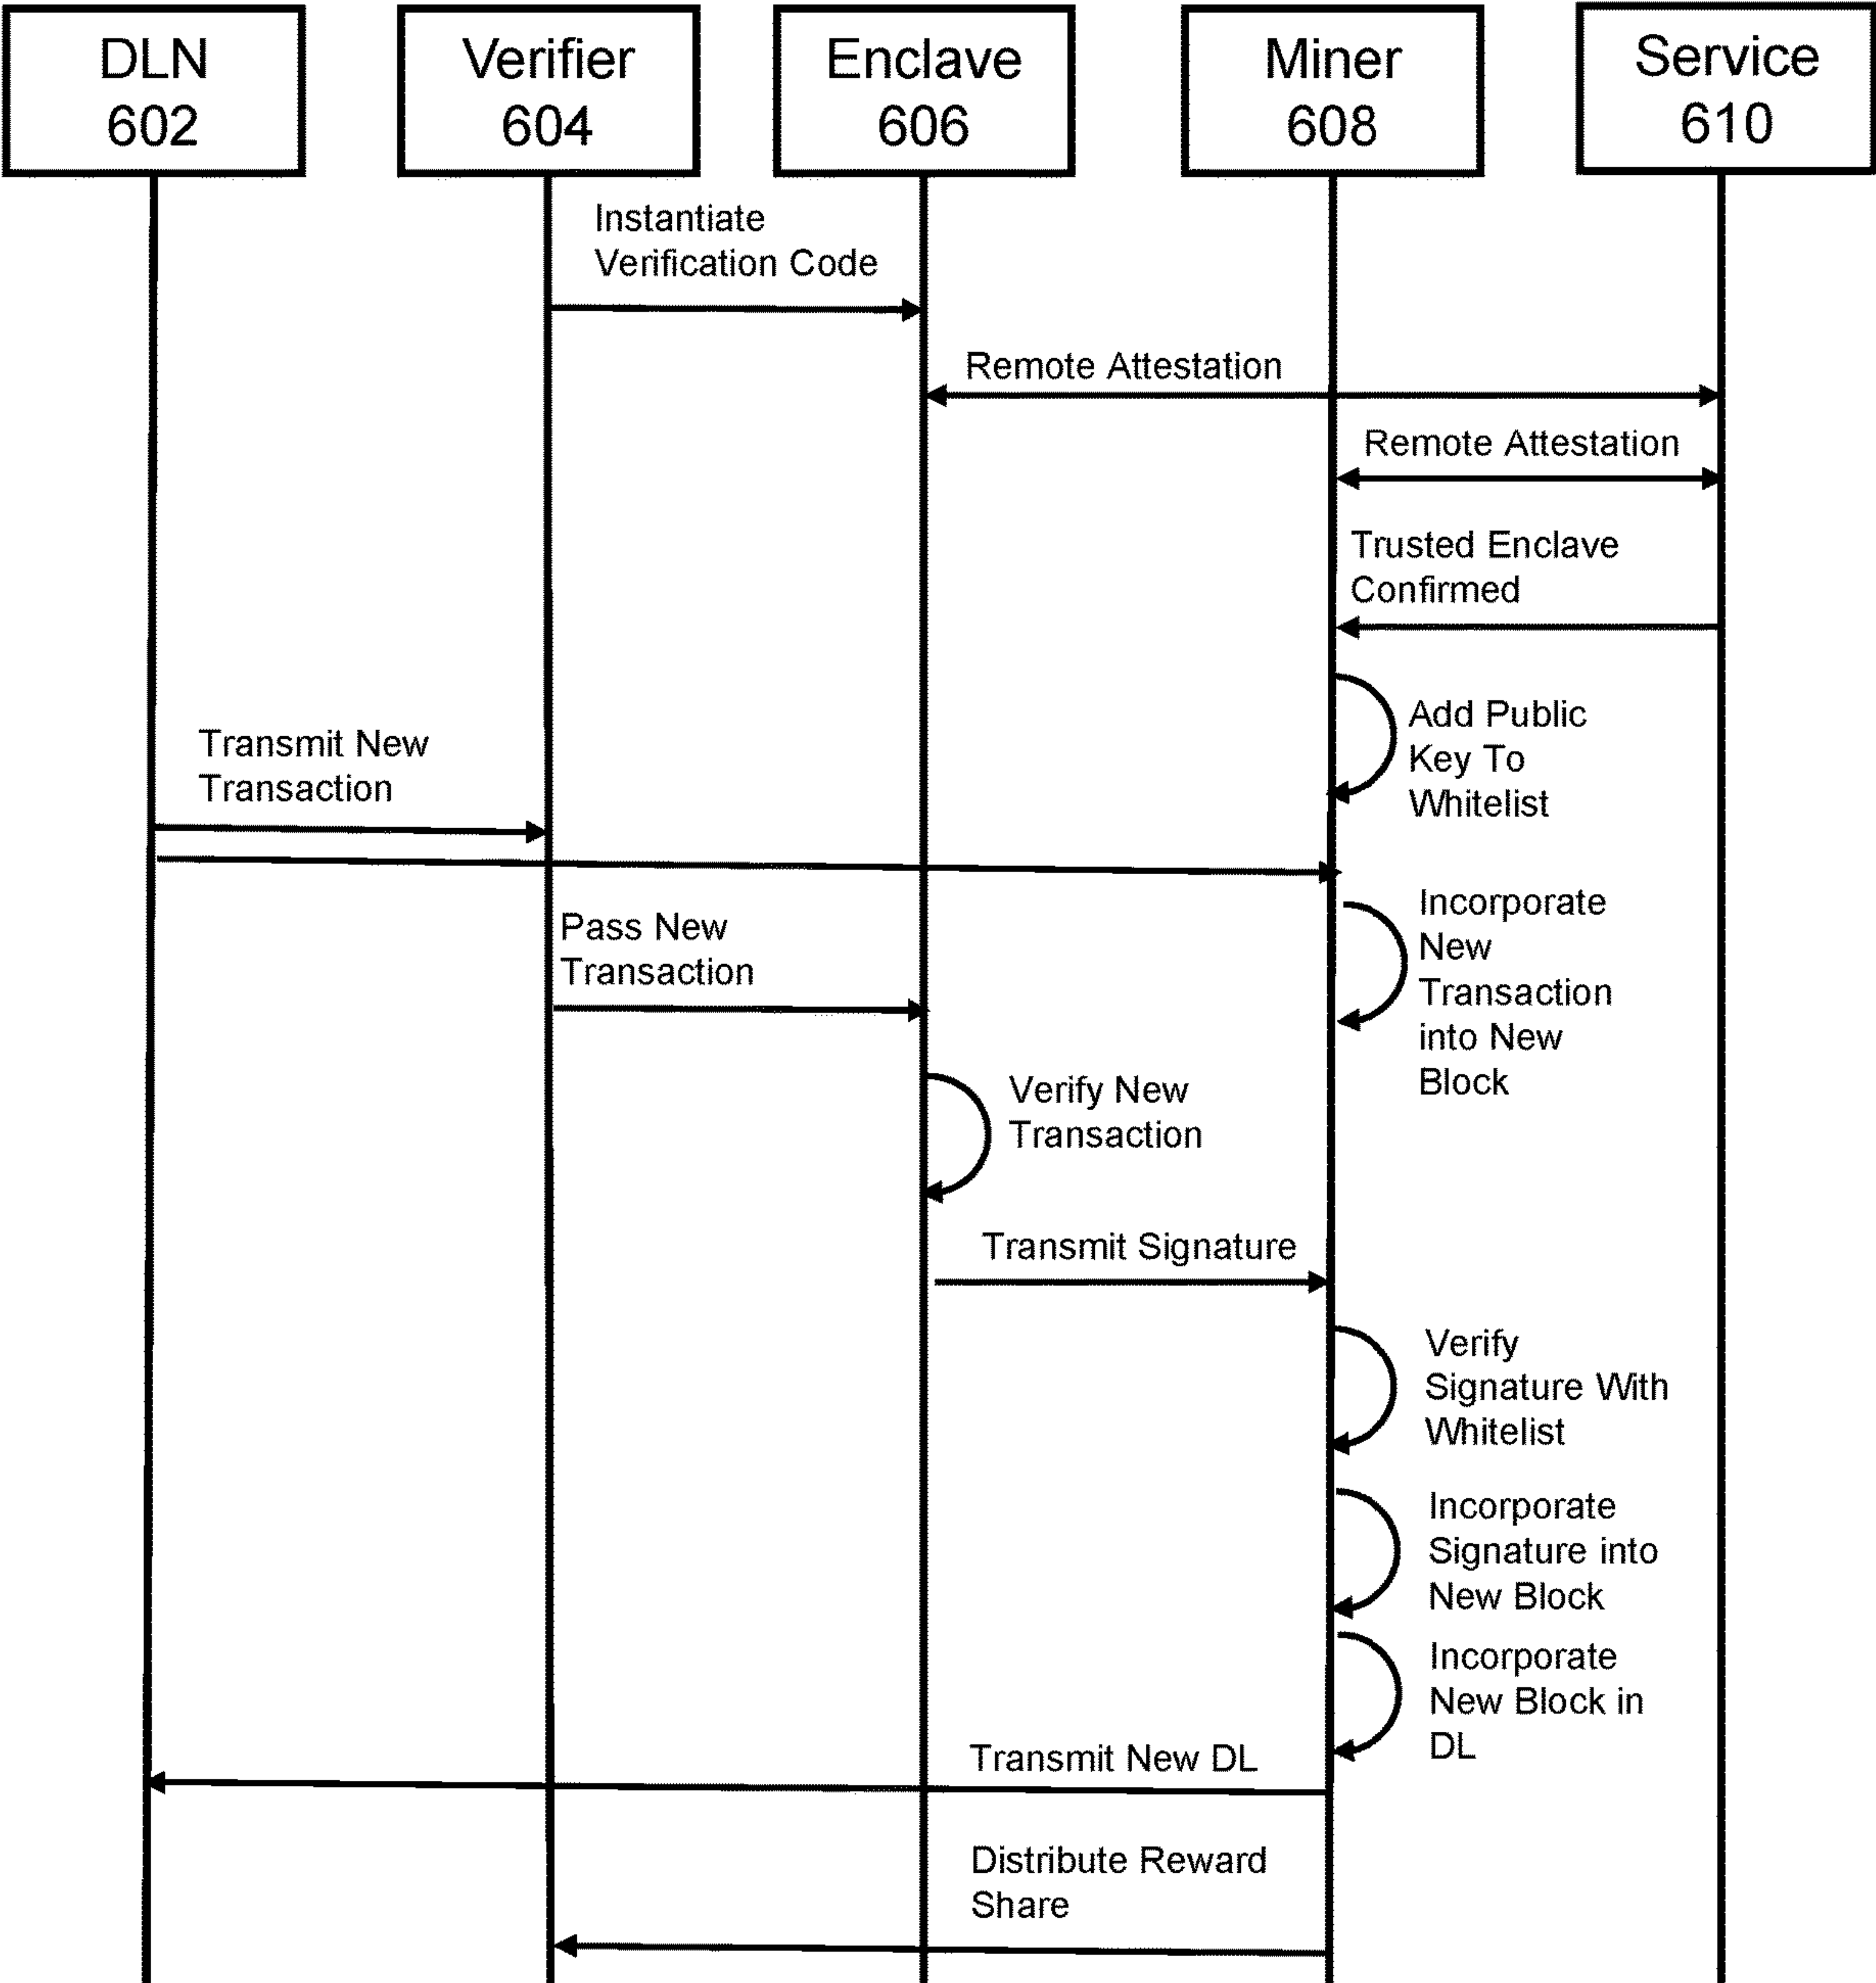 DLN
602
Verifier
604
Enclave
606
Miner
608
Service
610
Instantiate
Verification Code
Remote Attestation
Remote Attestation
Trusted Enclave
Confirmed
Add Public
Key To
Whitelist
Transmit New
Transaction
Incorporate
New
Transaction
into New
Block
Pass New
Transaction
Verify New
Transaction
Transmit Signature
Verify
Signature With
Whitelist
Incorporate
Signature into
New Block
Incorporate
New Block in
DL
Transmit New DL
Distribute Reward
Share